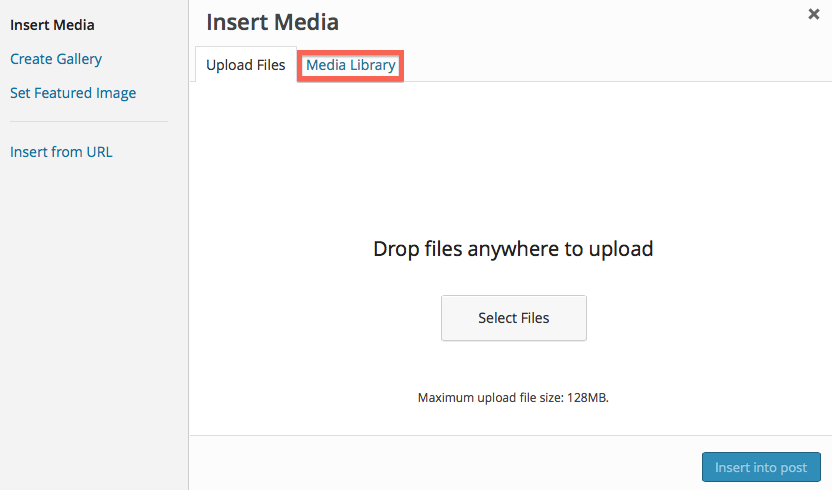 Insert Media
Create Gallery
Set Featured Image
Insert from URL
Insert Media
Upload Files
Media Library
Drop files anywhere to upload
Select Files
Maximum upload file size: 128MB.
Insert into post